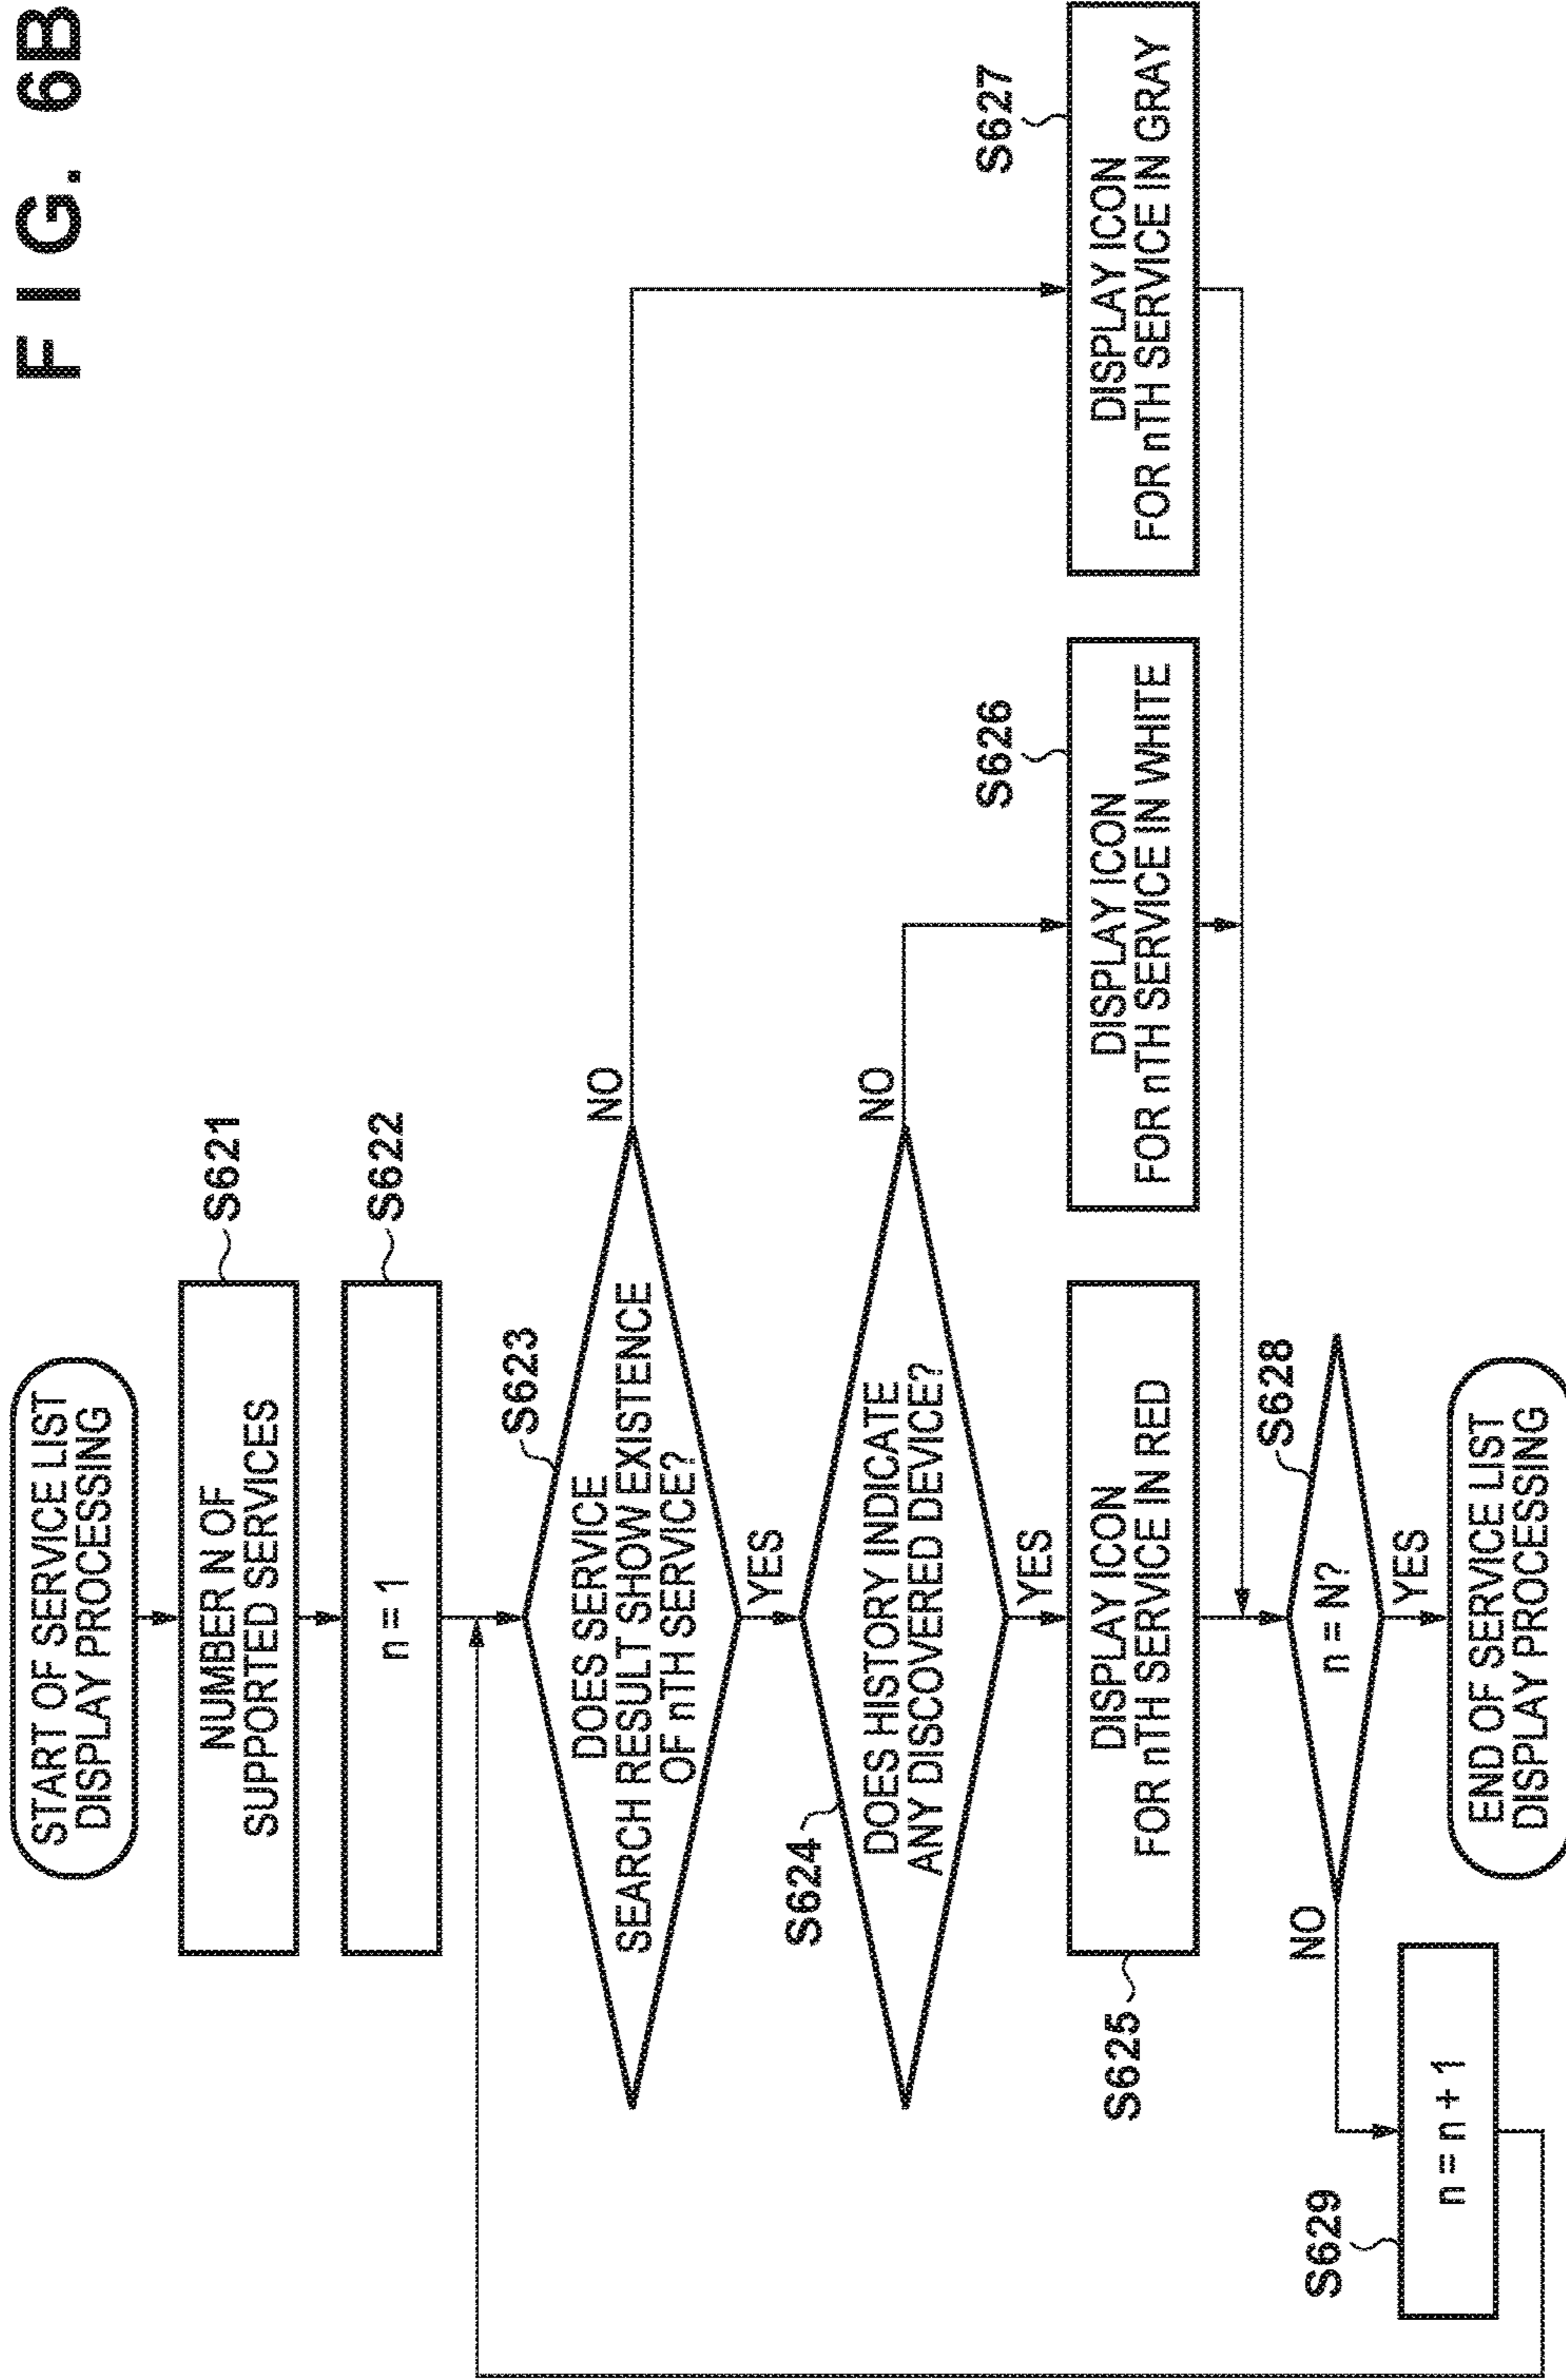 FIG. 6B
START OF SERVICE LIST
DISPLAY PROCESSING
S621
NUMBER N OF
SUPPORTED SERVICES
S622
n = 1
S623
DOES SERVICE
SEARCH RESULT SHOW EXISTENCE
OF nTH SERVICE?
NO
YES
S624
DOES HISTORY INDICATE
ANY DISCOVERED DEVICE?
NO
YES
S625
DISPLAY ICON
FOR nTH SERVICE IN RED
S626
DISPLAY ICON
FOR nTH SERVICE IN WHITE
S627
DISPLAY ICON
FOR nTH SERVICE IN GRAY
S628
n = N?
NO
YES
S629
n = n + 1
END OF SERVICE LIST
DISPLAY PROCESSING